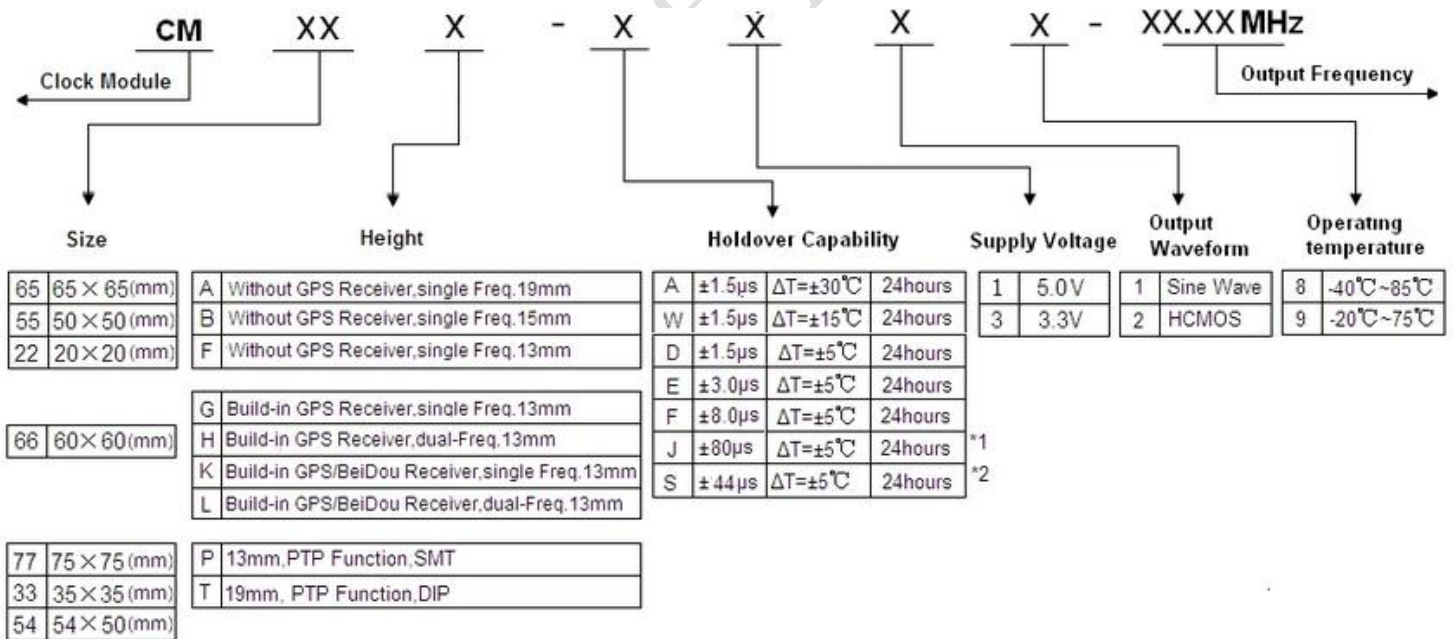 CM XX X - X X X X - XX.XX MHz
Clock Module
Output Frequency
Size
Height
Holdover Capability
Supply Voltage
Output Waveform
Operating temperature
65 65×65(mm)
55 50×50(mm)
22 20×20(mm)
66 60×60(mm)
77 75×75(mm)
33 35×35(mm)
54 54×50(mm)
A Without GPS Receiver,single Freq.19mm
B Without GPS Receiver,single Freq.15mm
F Without GPS Receiver,single Freq.13mm
G Build-in GPS Receiver,single Freq.13mm
H Build-in GPS Receiver,dual-Freq.13mm
K Build-in GPS/BeiDou Receiver,single Freq.13mm
L Build-in GPS/BeiDou Receiver,dual-Freq.13mm
P 13mm,PTP Function,SMT
T 19mm, PTP Function,DIP
A ±1.5µs ΔT=±30℃ 24hours
W ±1.5µs ΔT=±15℃ 24hours
D ±1.5µs ΔT=±5℃ 24hours
E ±3.0µs ΔT=±5℃ 24hours
F ±8.0µs ΔT=±5℃ 24hours
J ±80µs ΔT=±5℃ 24hours *1
S ±44µs ΔT=±5℃ 24hours *2
1 5.0V
3 3.3V
1 Sine Wave
2 HCMOS
8 -40℃~85℃
9 -20℃~75℃